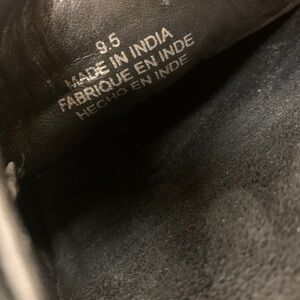 9.5
MADE IN INDIA
FABRIQUE EN INDE
HECHO EN INDE